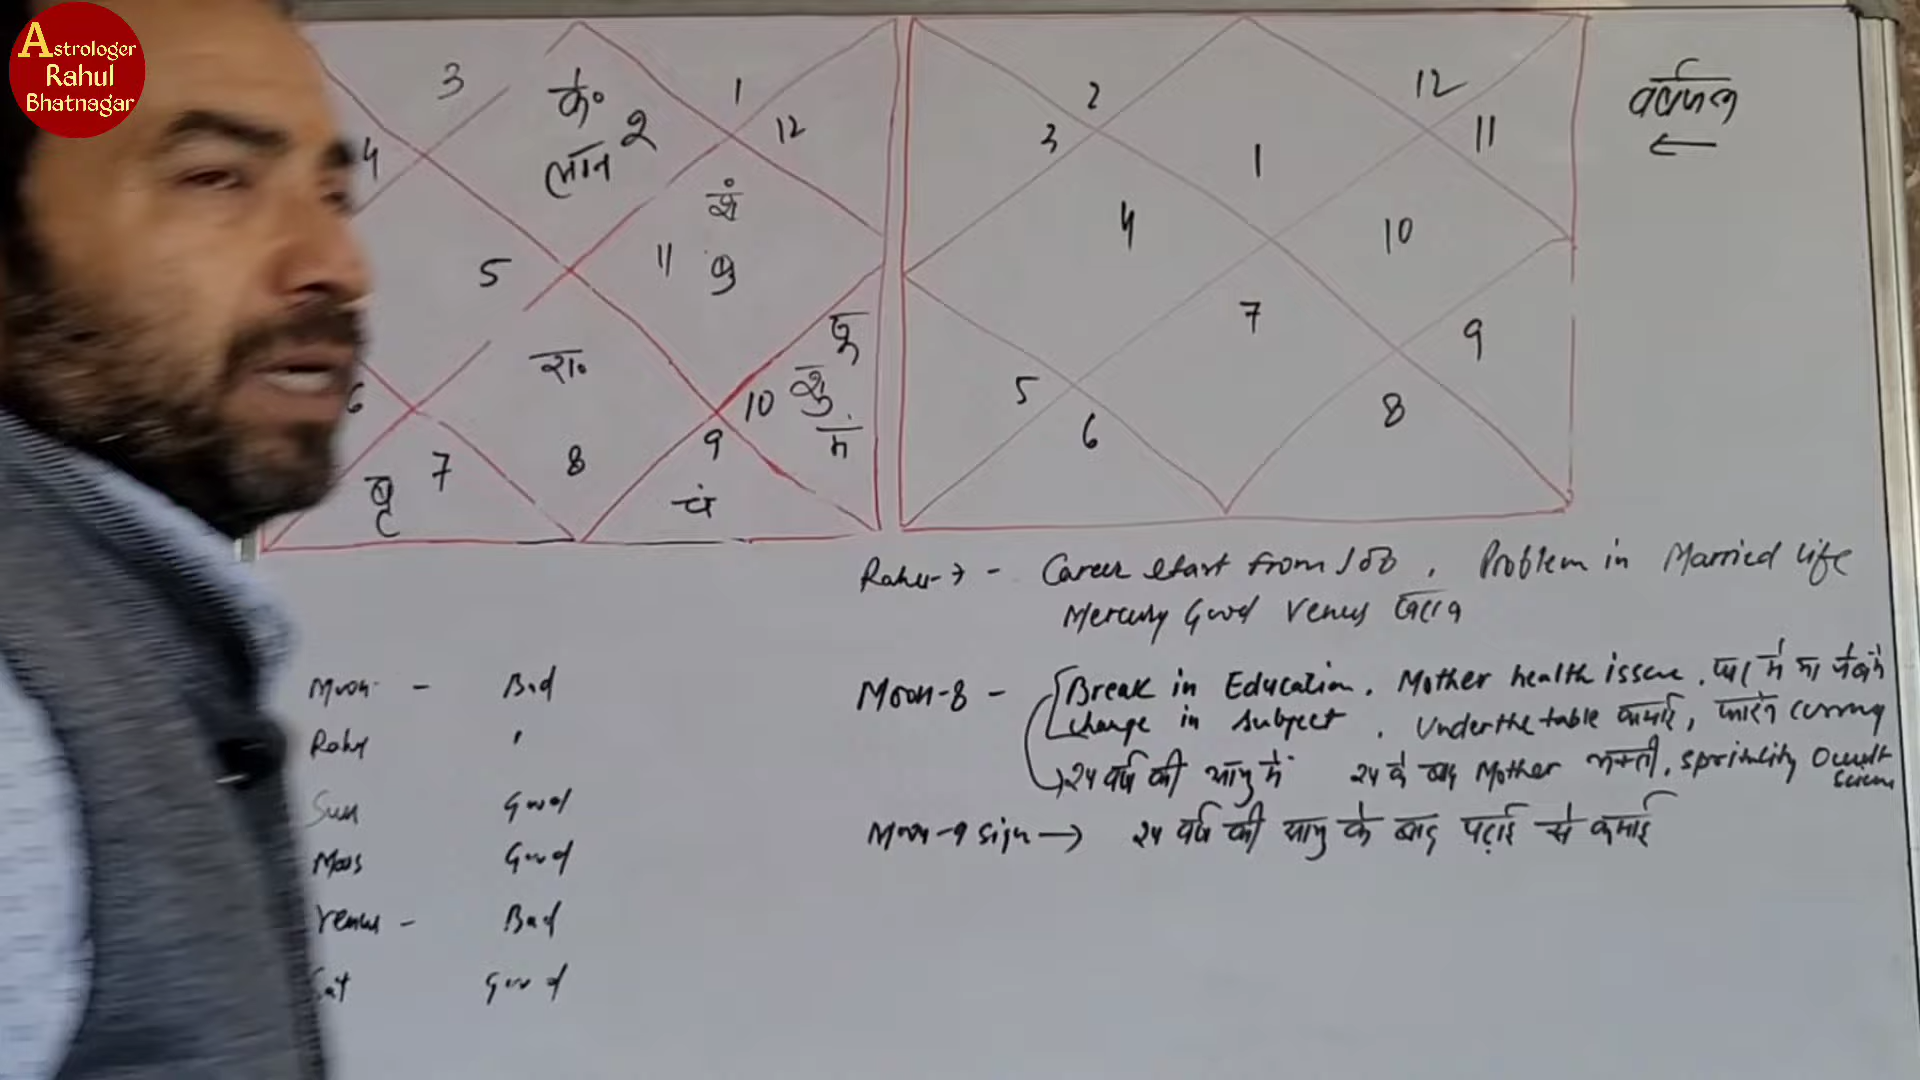 Astrologer
Rahul
Bhatnagar
3
के॰
लग्न 2
1
12
4
5
11
शं
बु
रा॰
सू
10 शु
मं
6
7
बृ
8
9
चं
2
3
1
12
11
4
10
7
9
5
6
8
वर्षफल
←
Rahu-7 - Career start from Job, Problem in Married life
Mercury Good Venus खराब
Moon-8 - Break in Education. Mother health issue,
change in subject. Under the table कमाई,
24 वर्ष की आयु में 24 के बाद Mother Occult
Moon-9 sign → 24 वर्ष की आयु के बाद पढ़ाई से कमाई
Moon - Bad
Rahu "
Sun Good
Mars Good
Venus - Bad
Sat Good